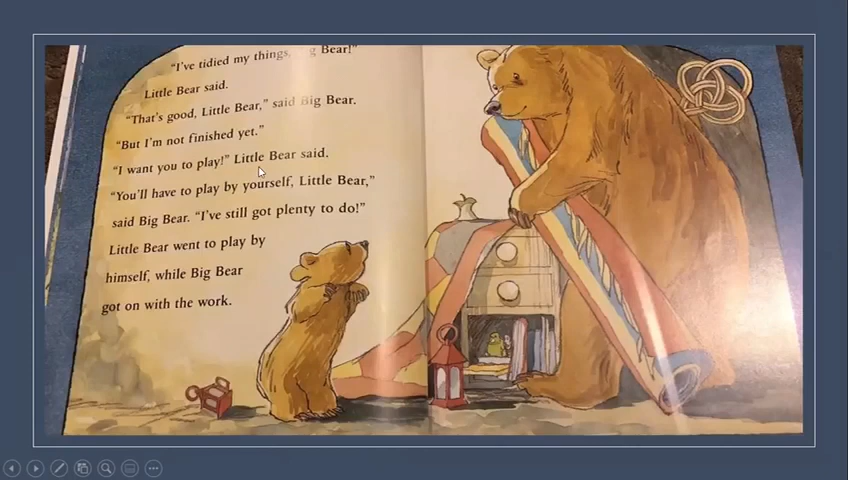 "I've tidied my things, g Bear!"
Little Bear said.
"That's good, Little Bear," said Big Bear.
"But I'm not finished yet."
"I want you to play!" Little Bear said.
"You'll have to play by yourself, Little Bear,"
said Big Bear. "I've still got plenty to do!"
Little Bear went to play by
himself, while Big Bear
got on with the work.